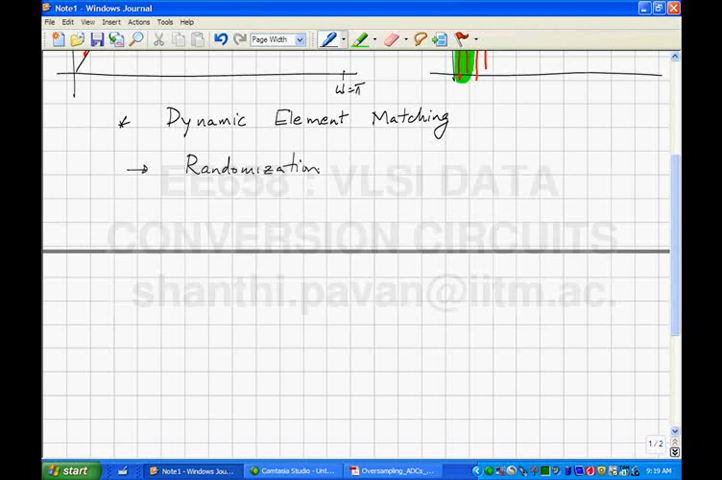 Note1 - Windows Journal
File Edit View Insert Actions Tools Help
Page Width
ω=π
* Dynamic Element Matching
→ Randomization
EE658 : VLSI DATA
CONVERSION CIRCUITS
shanthi.pavan@iitm.ac.
1 / 2
start Note1 - Windows Jou... Camtasia Studio - Unt... Oversampling_ADCs_... 9:19 AM